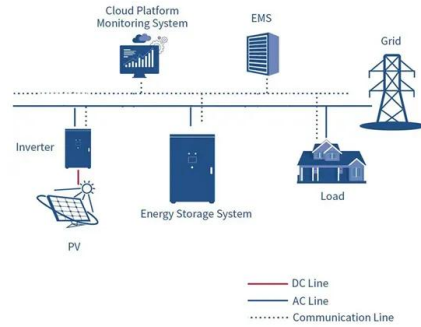 Cloud Platform
Monitoring System
EMS
Grid
Inverter
Energy Storage System
Load
PV
DC Line
AC Line
Communication Line